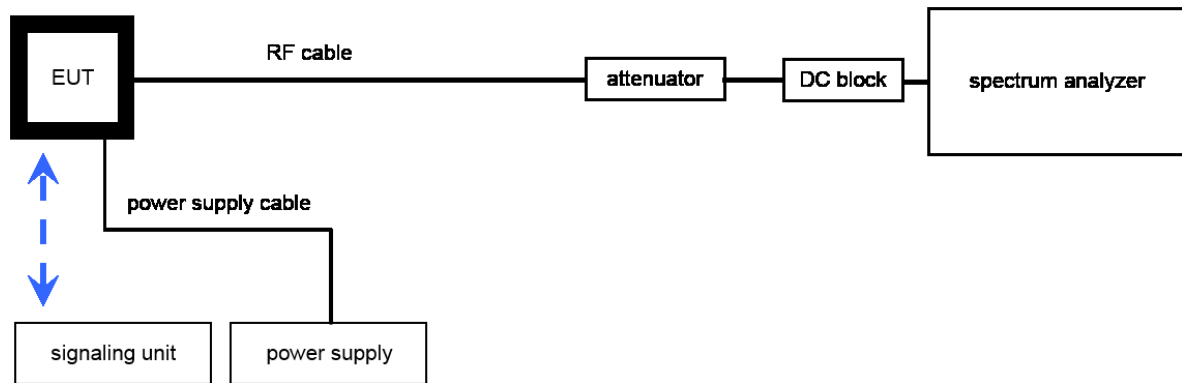 EUT
RF cable
attenuator
DC block
spectrum analyzer
power supply cable
signaling unit
power supply